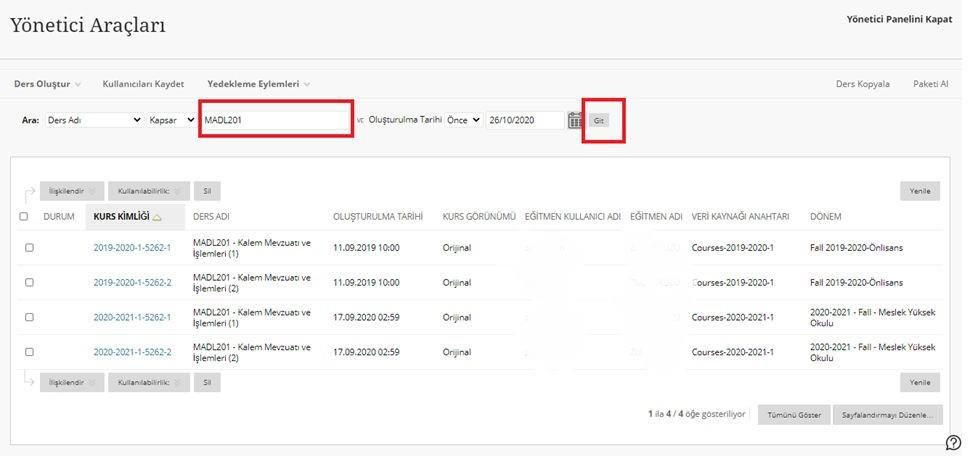 Yönetici Araçları
Yönetici Panelini Kapat
Ders Oluştur Kullanıcıları Kaydet Yedekleme Eylemleri Ders Kopyala Paketi Al
Ara: Ders Adı Kapsar MADL201 Oluşturulma Tarihi Önce 26/10/2020 Git
İlişkilendir Kullanılabilirlik: Sil Yenile
DURUM KURS KİMLİĞİ DERS ADI OLUŞTURULMA TARİHİ KURS GÖRÜNÜMÜ EĞİTMEN KULLANICI ADI EĞİTMEN ADI VERİ KAYNAĞI ANAHTARI DÖNEM
2019-2020-1-5262-1 MADL201 - Kalem Mevzuatı ve İşlemleri (1) 11.09.2019 10:00 Orijinal Courses-2019-2020-1 Fall 2019-2020-Önlisans
2019-2020-1-5262-2 MADL201 - Kalem Mevzuatı ve İşlemleri (2) 11.09.2019 10:00 Orijinal Courses-2019-2020-1 Fall 2019-2020-Önlisans
2020-2021-1-5262-1 MADL201 - Kalem Mevzuatı ve İşlemleri (1) 17.09.2020 02:59 Orijinal Courses-2020-2021-1 2020-2021 - Fall - Meslek Yüksek Okulu
2020-2021-1-5262-2 MADL201 - Kalem Mevzuatı ve İşlemleri (2) 17.09.2020 02:59 Orijinal Courses-2020-2021-1 2020-2021 - Fall - Meslek Yüksek Okulu
İlişkilendir Kullanılabilirlik: Sil Yenile
1 ila 4 / 4 öğe gösteriliyor Tümünü Göster Sayfalandırmayı Düzenle...